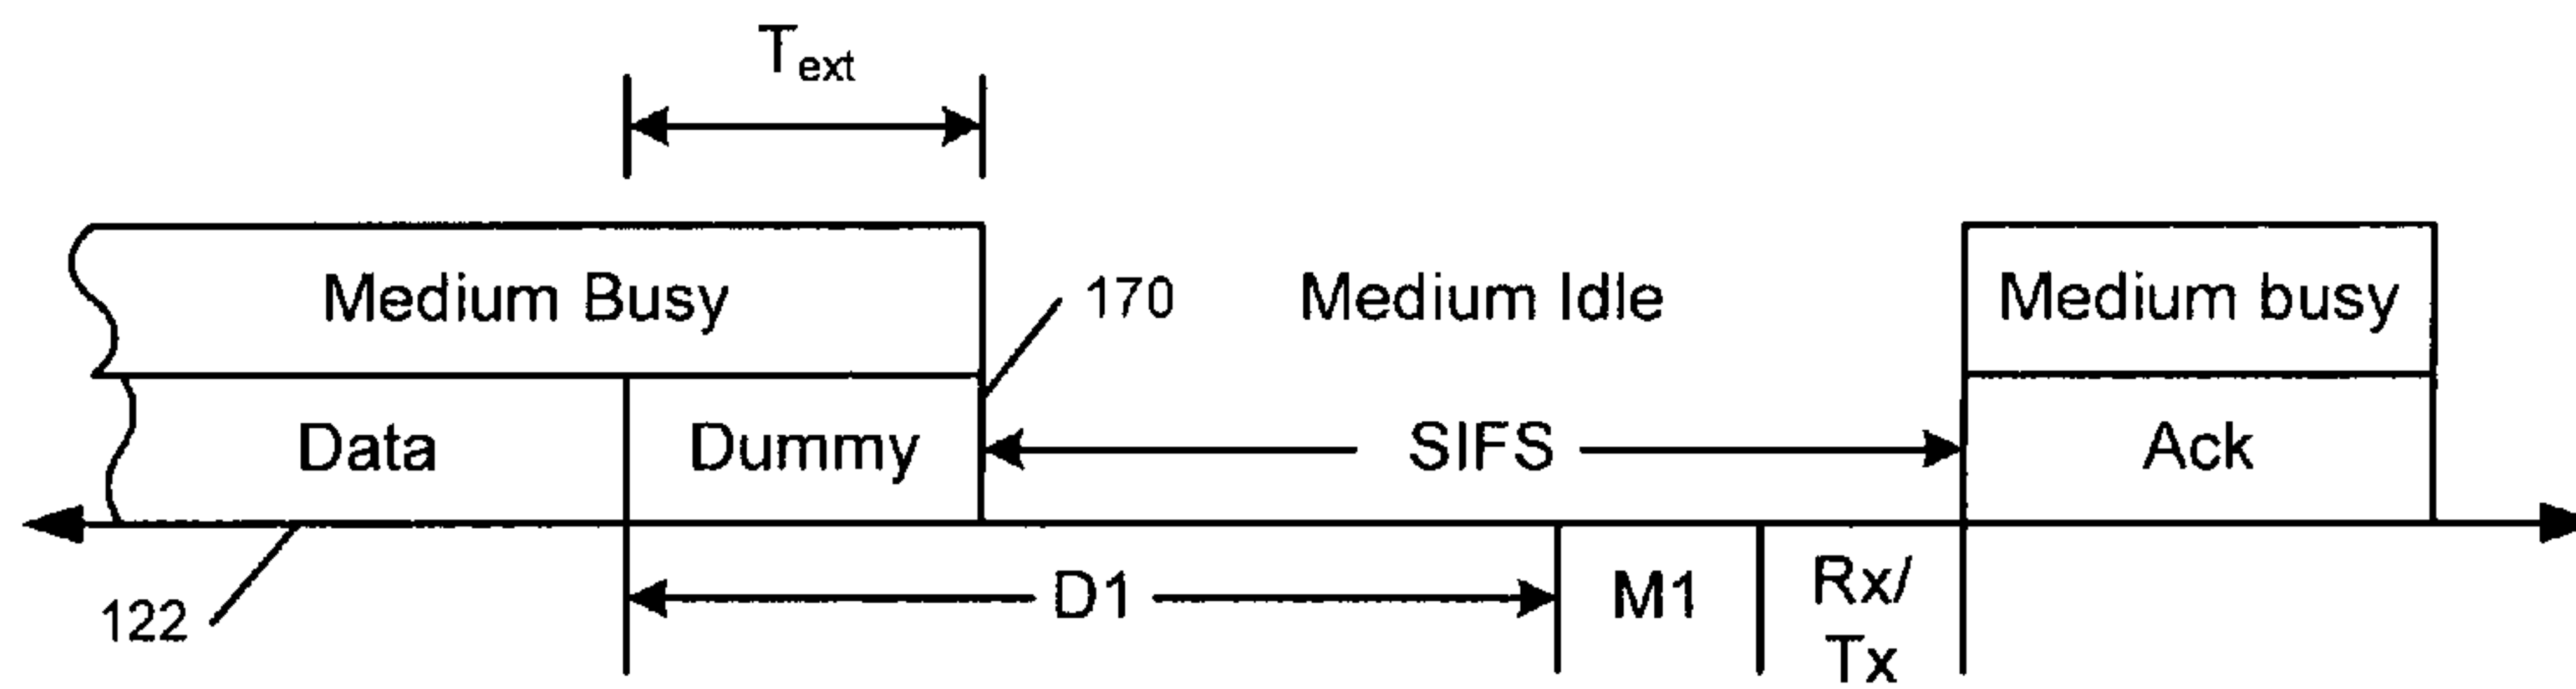 Text
Medium Busy
170
Medium Idle
Medium busy
Data
Dummy
SIFS
Ack
122
D1
M1
Rx/
Tx